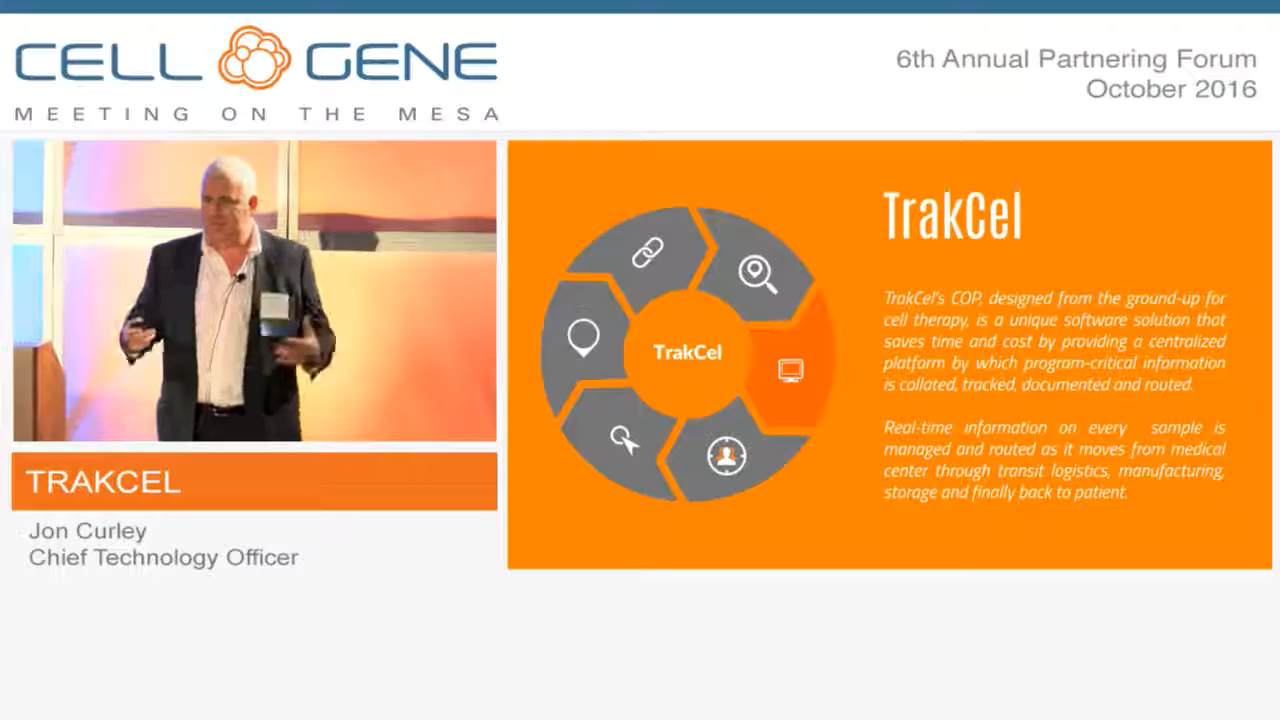 CELL GENE
MEETING ON THE MESA
6th Annual Partnering Forum
October 2016
TRAKCEL
Jon Curley
Chief Technology Officer
TrakCel
TrakCel
TrakCel's COP, designed from the ground-up for
cell therapy, is a unique software solution that
saves time and cost by providing a centralized
platform by which program-critical information
is collated, tracked, documented and routed.
Real-time information on every sample is
managed and routed as it moves from medical
center through transit logistics, manufacturing,
storage and finally back to patient.